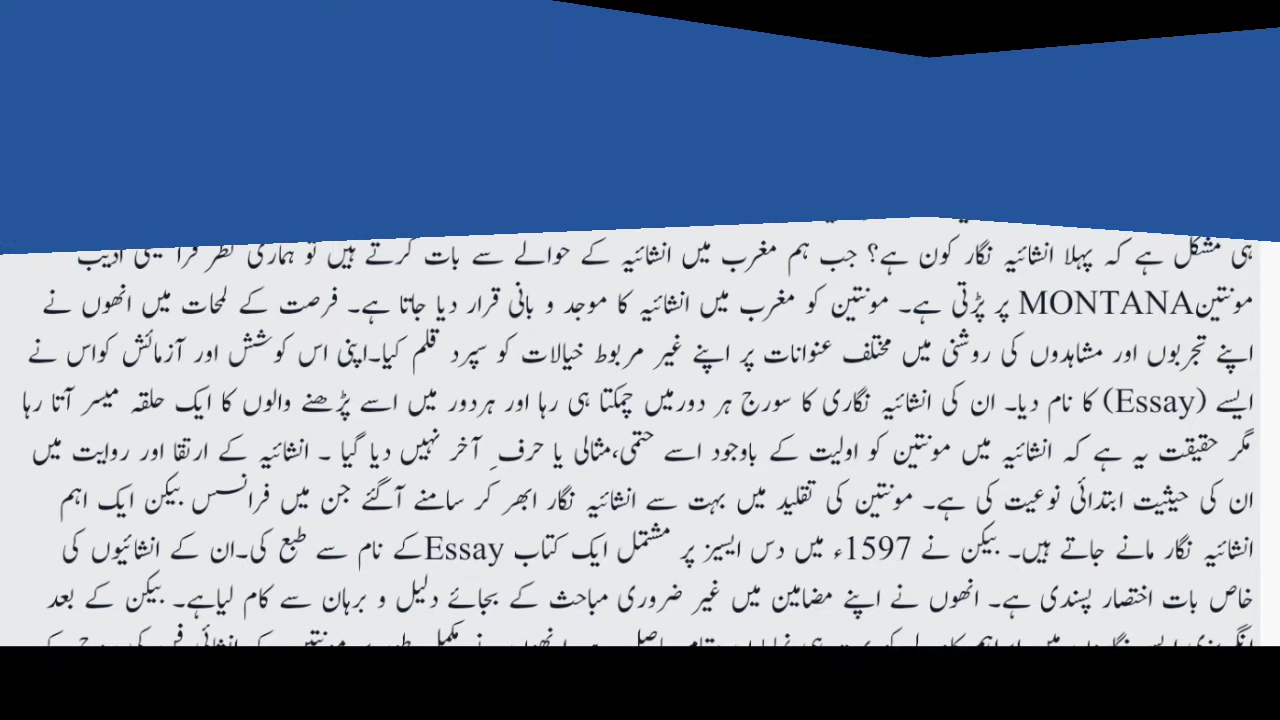 ہی مشکل ہے کہ پہلا انشائیہ نگار کون ہے؟ جب ہم مغرب میں انشائیہ کے حوالے سے بات کرتے ہیں تو ہماری نظر فرانسیسی ادیب
مونتینMONTANA پر پڑتی ہے۔ مونتین کو مغرب میں انشائیہ کا موجد و بانی قرار دیا جاتا ہے۔ فرصت کے لمحات میں انھوں نے
اپنے تجربوں اور مشاہدوں کی روشنی میں مختلف عنوانات پر اپنے غیر مربوط خیالات کو سپرد قلم کیا۔اپنی اس کوشش اور آزمائش کواس نے
ایسے (Essay) کا نام دیا۔ ان کی انشائیہ نگاری کا سورج ہر دورمیں چمکتا ہی رہا اور ہردور میں اسے پڑھنے والوں کا ایک حلقہ میسر آتا رہا
مگر حقیقت یہ ہے کہ انشائیہ میں مونتین کو اولیت کے باوجود اسے حتمی،مثالی یا حرفِ آخر نہیں دیا گیا ۔ انشائیہ کے ارتقا اور روایت میں
ان کی حیثیت ابتدائی نوعیت کی ہے۔ مونتین کی تقلید میں بہت سے انشائیہ نگار ابھر کر سامنے آگئے جن میں فرانسس بیکن ایک اہم
انشائیہ نگار مانے جاتے ہیں۔ بیکن نے 1597ء میں دس ایسیز پر مشتمل ایک کتاب Essayکے نام سے طبع کی۔ان کے انشائیوں کی
خاص بات اختصار پسندی ہے۔ انھوں نے اپنے مضامین میں غیر ضروری مباحث کے بجائے دلیل و برہان سے کام لیاہے۔ بیکن کے بعد